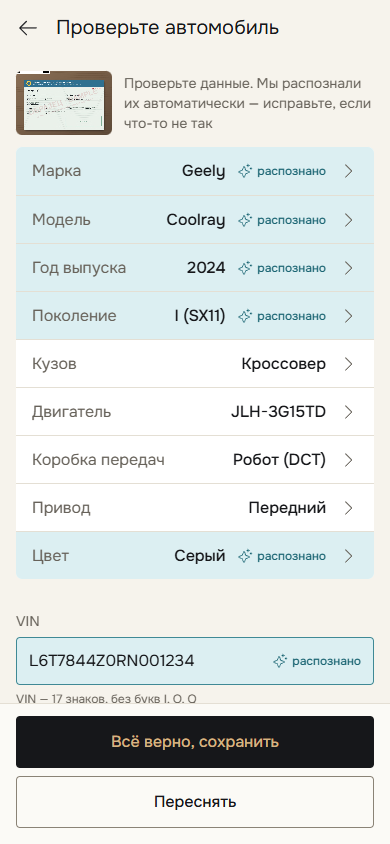 Проверьте автомобиль
Проверьте данные. Мы распознали
их автоматически — исправьте, если
что-то не так
Марка Geely распознано
Модель Coolray распознано
Год выпуска 2024 распознано
Поколение I (SX11) распознано
Кузов Кроссовер
Двигатель JLH-3G15TD
Коробка передач Робот (DCT)
Привод Передний
Цвет Серый распознано
VIN
L6T7844Z0RN001234 распознано
VIN — 17 знаков, без букв I, O, Q
Всё верно, сохранить
Переснять